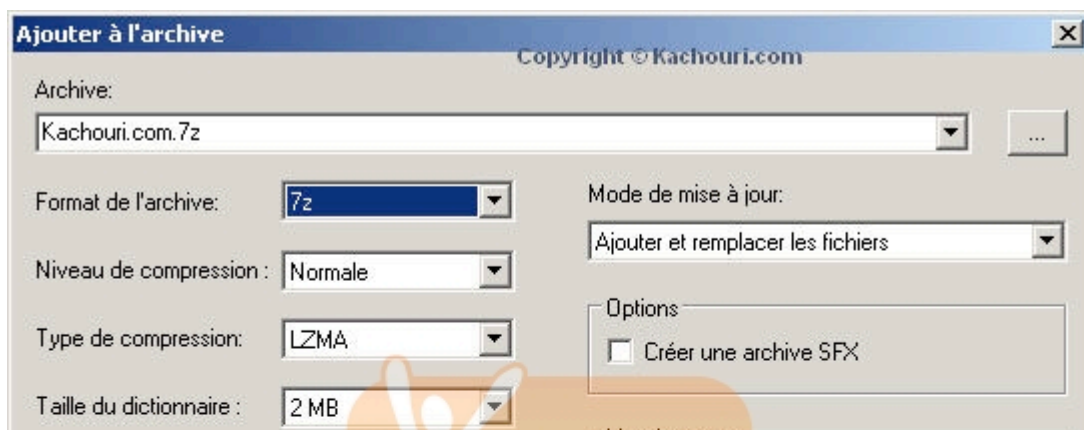 Ajouter à l'archive
Copyright © Kachouri.com
Archive:
Kachouri.com.7z
...
Format de l'archive: 7z
Mode de mise à jour:
Ajouter et remplacer les fichiers
Niveau de compression : Normale
Options
Type de compression: LZMA
Créer une archive SFX
Taille du dictionnaire : 2 MB